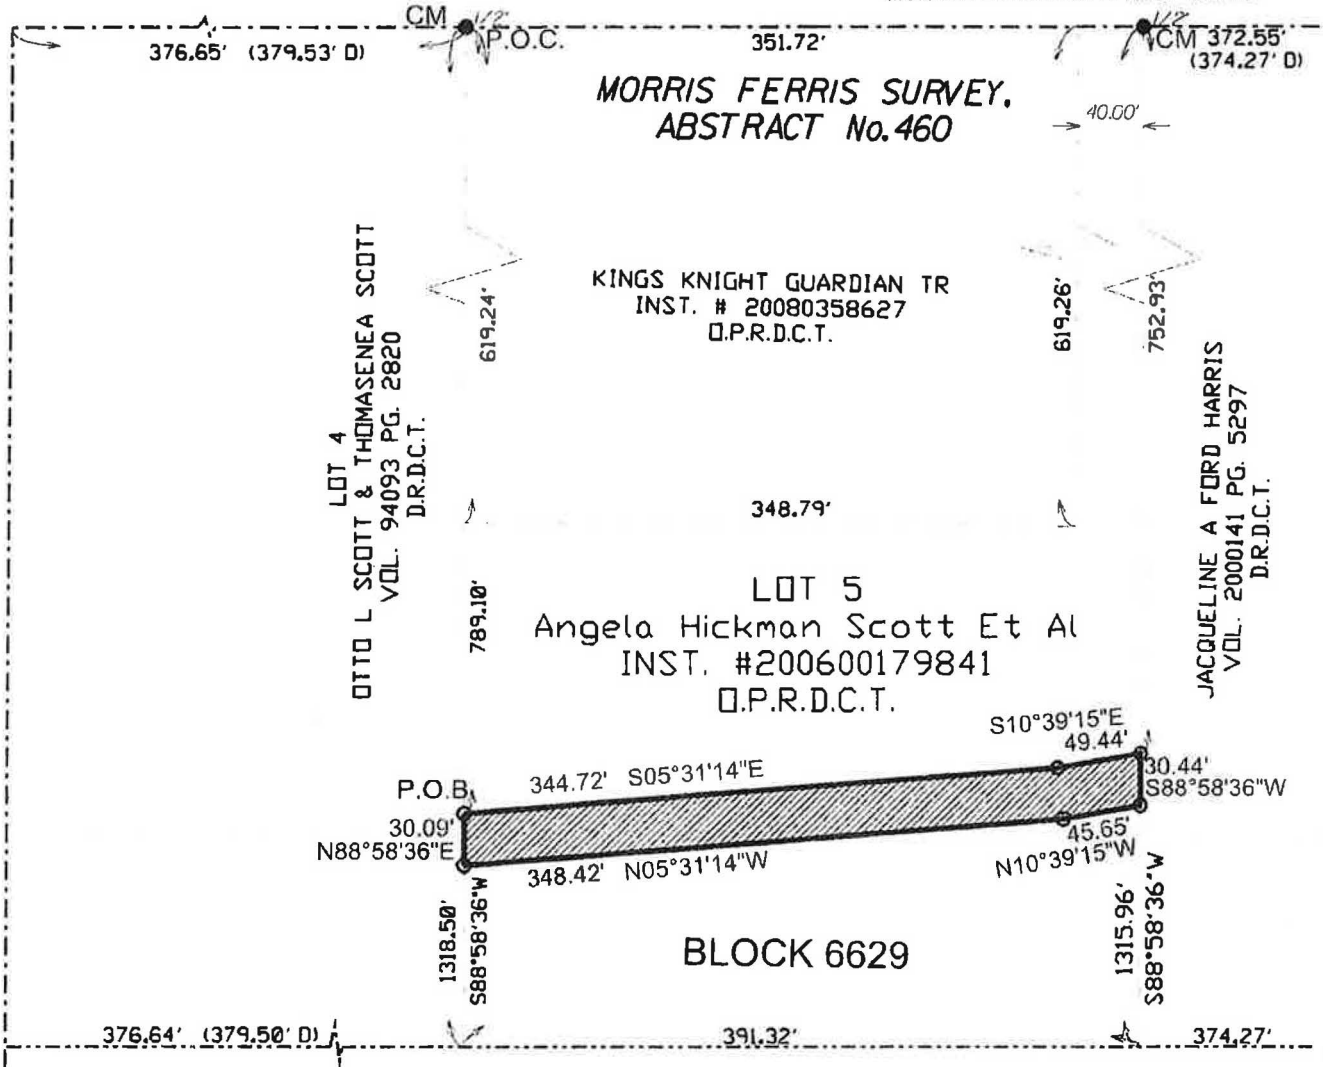 CM 1/2"
P.O.C.
376.65' (379.53' D)
351.72'
1/2"
CM 372.55'
(374.27' D)
MORRIS FERRIS SURVEY,
ABSTRACT No.460
40.00'
KINGS KNIGHT GUARDIAN TR
INST. # 20080358627
O.P.R.D.C.T.
619.24'
619.26'
752.93'
LOT 4
OTTO L SCOTT & THOMASENEA SCOTT
VOL. 94093 PG. 2820
D.R.D.C.T.
JACQUELINE A FORD HARRIS
VOL. 2000141 PG. 5297
D.R.D.C.T.
348.79'
789.10'
LOT 5
Angela Hickman Scott Et Al
INST. #200600179841
O.P.R.D.C.T.
S10°39'15"E
49.44'
344.72' S05°31'14"E
P.O.B.
30.44'
S88°58'36"W
30.09'
N88°58'36"E
45.65'
N10°39'15"W
348.42' N05°31'14"W
1318.50'
S88°58'36"W
1315.96'
S88°58'36"W
BLOCK 6629
376.64' (379.50' D)
391.32'
374.27'